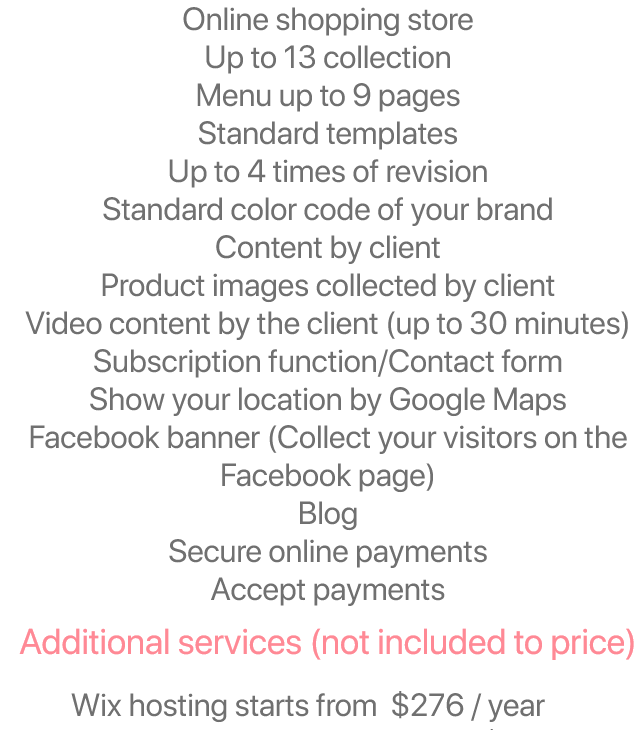 Online shopping store
Up to 13 collection
Menu up to 9 pages
Standard templates
Up to 4 times of revision
Standard color code of your brand
Content by client
Product images collected by client
Video content by the client (up to 30 minutes)
Subscription function/Contact form
Show your location by Google Maps
Facebook banner (Collect your visitors on the
Facebook page)
Blog
Secure online payments
Accept payments
Additional services (not included to price)
Wix hosting starts from  $276 / year